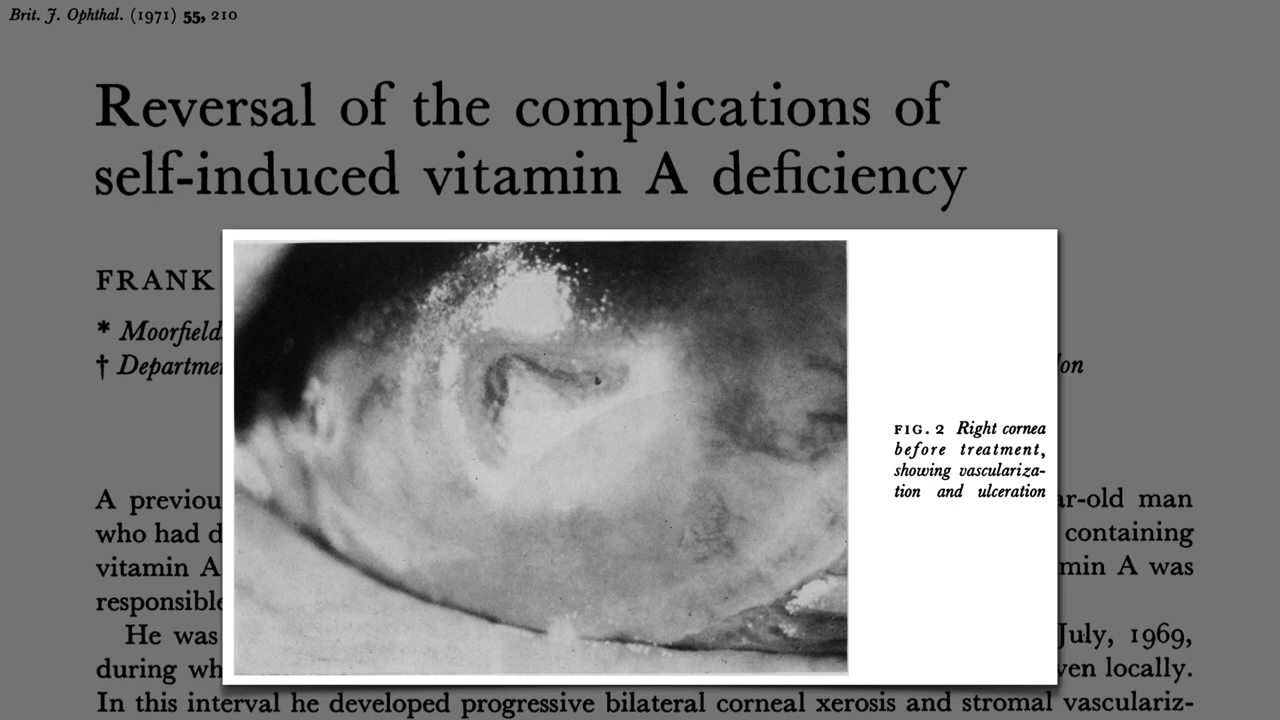 Brit. J. Ophthal. (1971) 55, 210
Reversal of the complications of
self-induced vitamin A deficiency
FRANK
* Moorfield
† Departme on
A previou ar-old man
who had d containing
vitamin A min A was
responsible
He was July, 1969,
during wh ven locally.
In this interval he developed progressive bilateral corneal xerosis and stromal vasculariz-
FIG. 2 Right cornea
before treatment,
showing vasculariza-
tion and ulceration